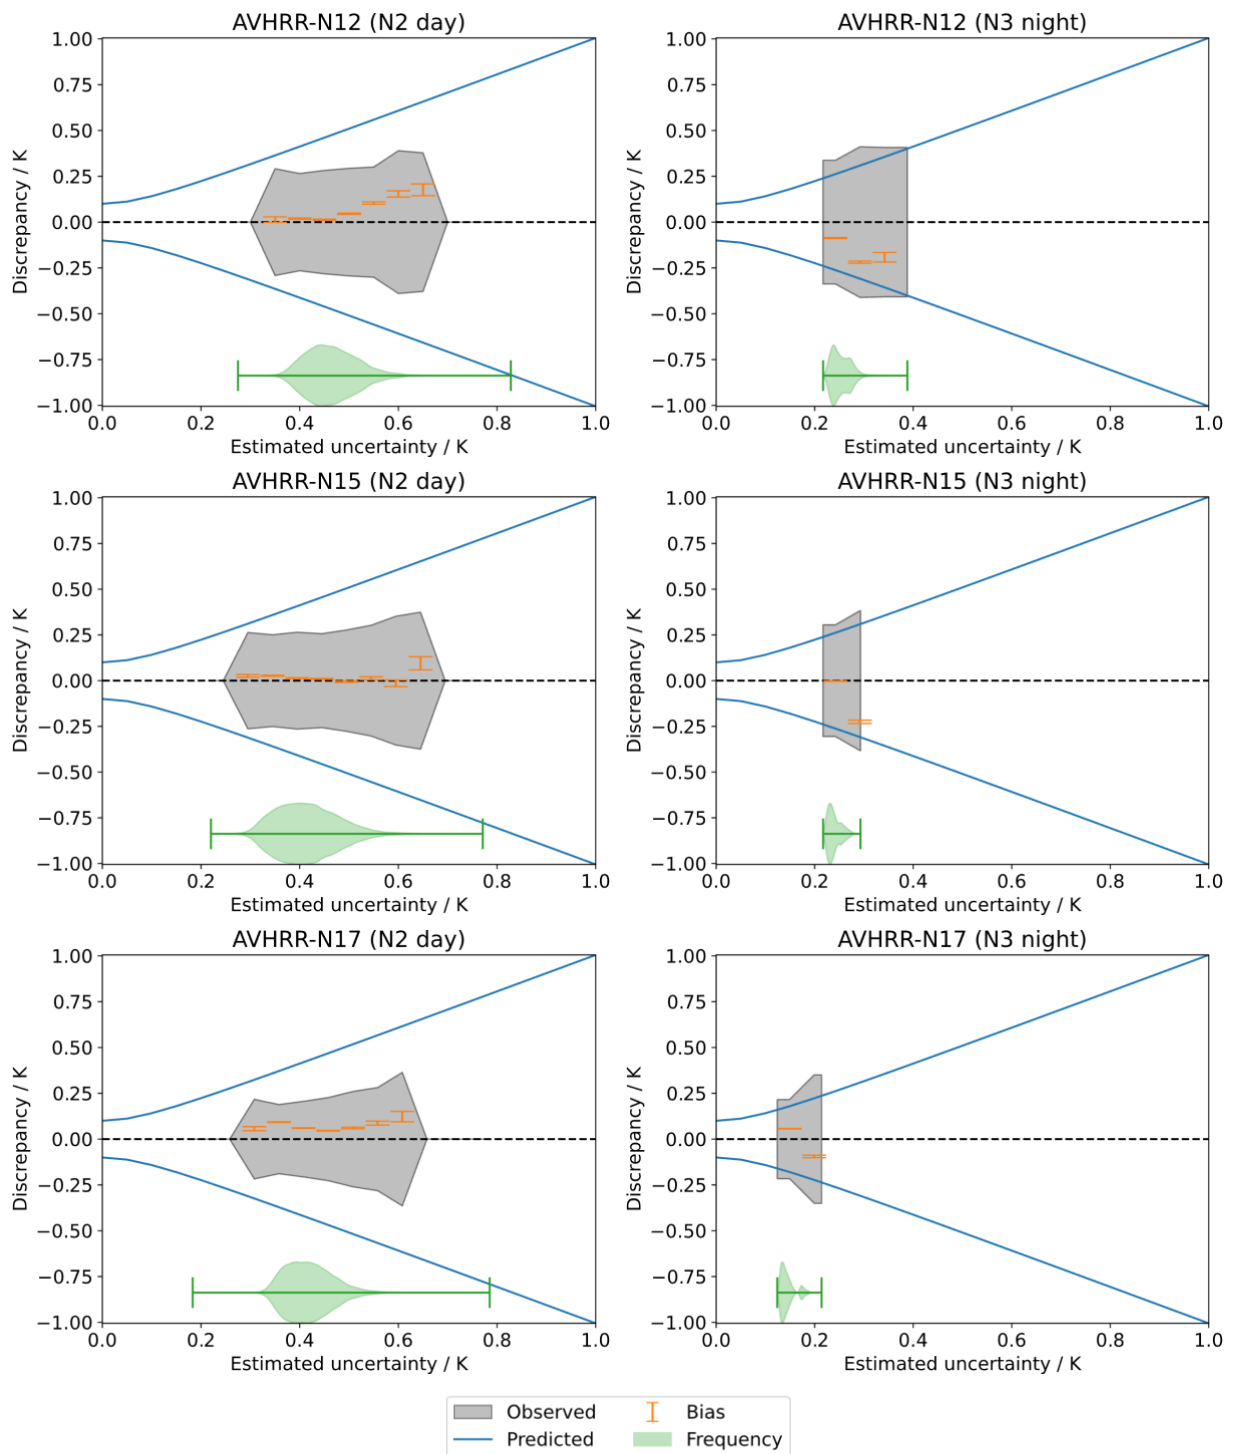 AVHRR-N12 (N2 day)
1.00
0.75
0.50
0.25
0.00
−0.25
−0.50
−0.75
−1.00
Discrepancy / K
0.0 0.2 0.4 0.6 0.8 1.0
Estimated uncertainty / K
AVHRR-N12 (N3 night)
1.00
0.75
0.50
0.25
0.00
−0.25
−0.50
−0.75
−1.00
Discrepancy / K
0.0 0.2 0.4 0.6 0.8 1.0
Estimated uncertainty / K
AVHRR-N15 (N2 day)
1.00
0.75
0.50
0.25
0.00
−0.25
−0.50
−0.75
−1.00
Discrepancy / K
0.0 0.2 0.4 0.6 0.8 1.0
Estimated uncertainty / K
AVHRR-N15 (N3 night)
1.00
0.75
0.50
0.25
0.00
−0.25
−0.50
−0.75
−1.00
Discrepancy / K
0.0 0.2 0.4 0.6 0.8 1.0
Estimated uncertainty / K
AVHRR-N17 (N2 day)
1.00
0.75
0.50
0.25
0.00
−0.25
−0.50
−0.75
−1.00
Discrepancy / K
0.0 0.2 0.4 0.6 0.8 1.0
Estimated uncertainty / K
AVHRR-N17 (N3 night)
1.00
0.75
0.50
0.25
0.00
−0.25
−0.50
−0.75
−1.00
Discrepancy / K
0.0 0.2 0.4 0.6 0.8 1.0
Estimated uncertainty / K
Observed
Predicted
Bias
Frequency